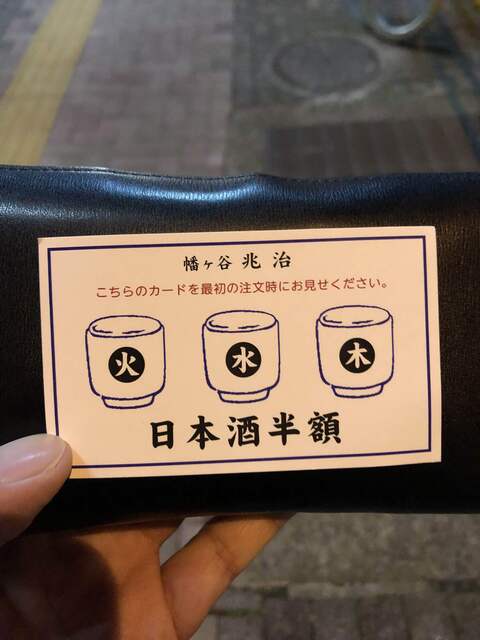 幡ヶ谷 兆治
こちらのカードを最初の注文時にお見せください。
火 水 木
日本酒半額